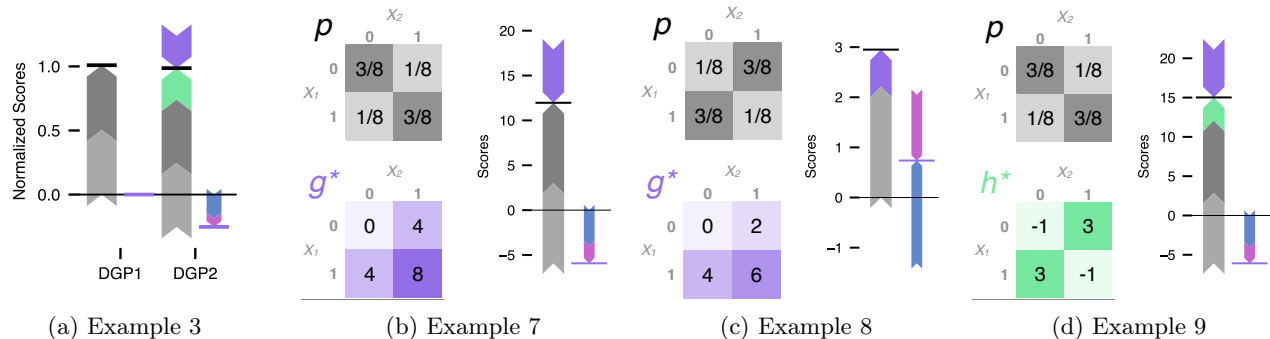 Normalized Scores
1.0
0.5
0.0
DGP1
DGP2
(a) Example 3
p
X2
0 1
X1
0 3/8 1/8
1 1/8 3/8
g*
X2
0 1
X1
0 0 4
1 4 8
Scores
20
15
10
5
0
−5
(b) Example 7
p
X2
0 1
X1
0 1/8 3/8
1 3/8 1/8
g*
X2
0 1
X1
0 0 2
1 4 6
Scores
3
2
1
0
−1
(c) Example 8
p
X2
0 1
X1
0 3/8 1/8
1 1/8 3/8
h*
X2
0 1
X1
0 -1 3
1 3 -1
Scores
25
20
15
10
5
0
−5
(d) Example 9